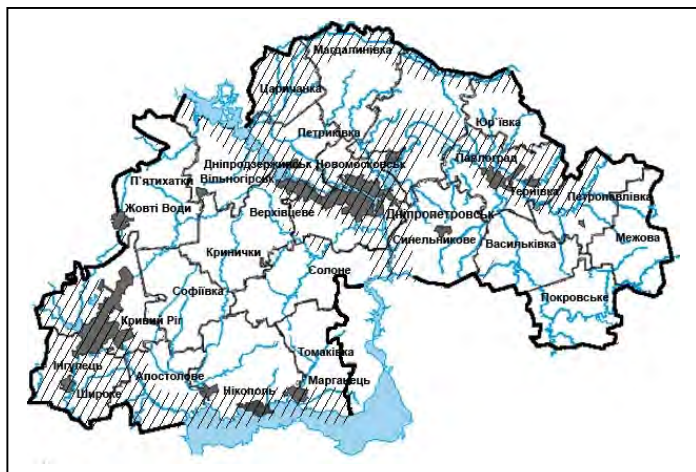 Магдалинівка
Царичанка
Юр'ївка
Петриківка
Дніпродзержинськ Новомосковськ
Павлоград
П'ятихатки
Вільногірськ
Тернівка
Петропавлівка
Жовті Води
Верхівцеве
Дніпропетровськ
Синельникове
Васильківка
Межова
Кринички
Солоне
Софіївка
Покровське
Кривий Ріг
Томаківка
Інгулець
Апостолове
Широке
Нікополь
Марганець